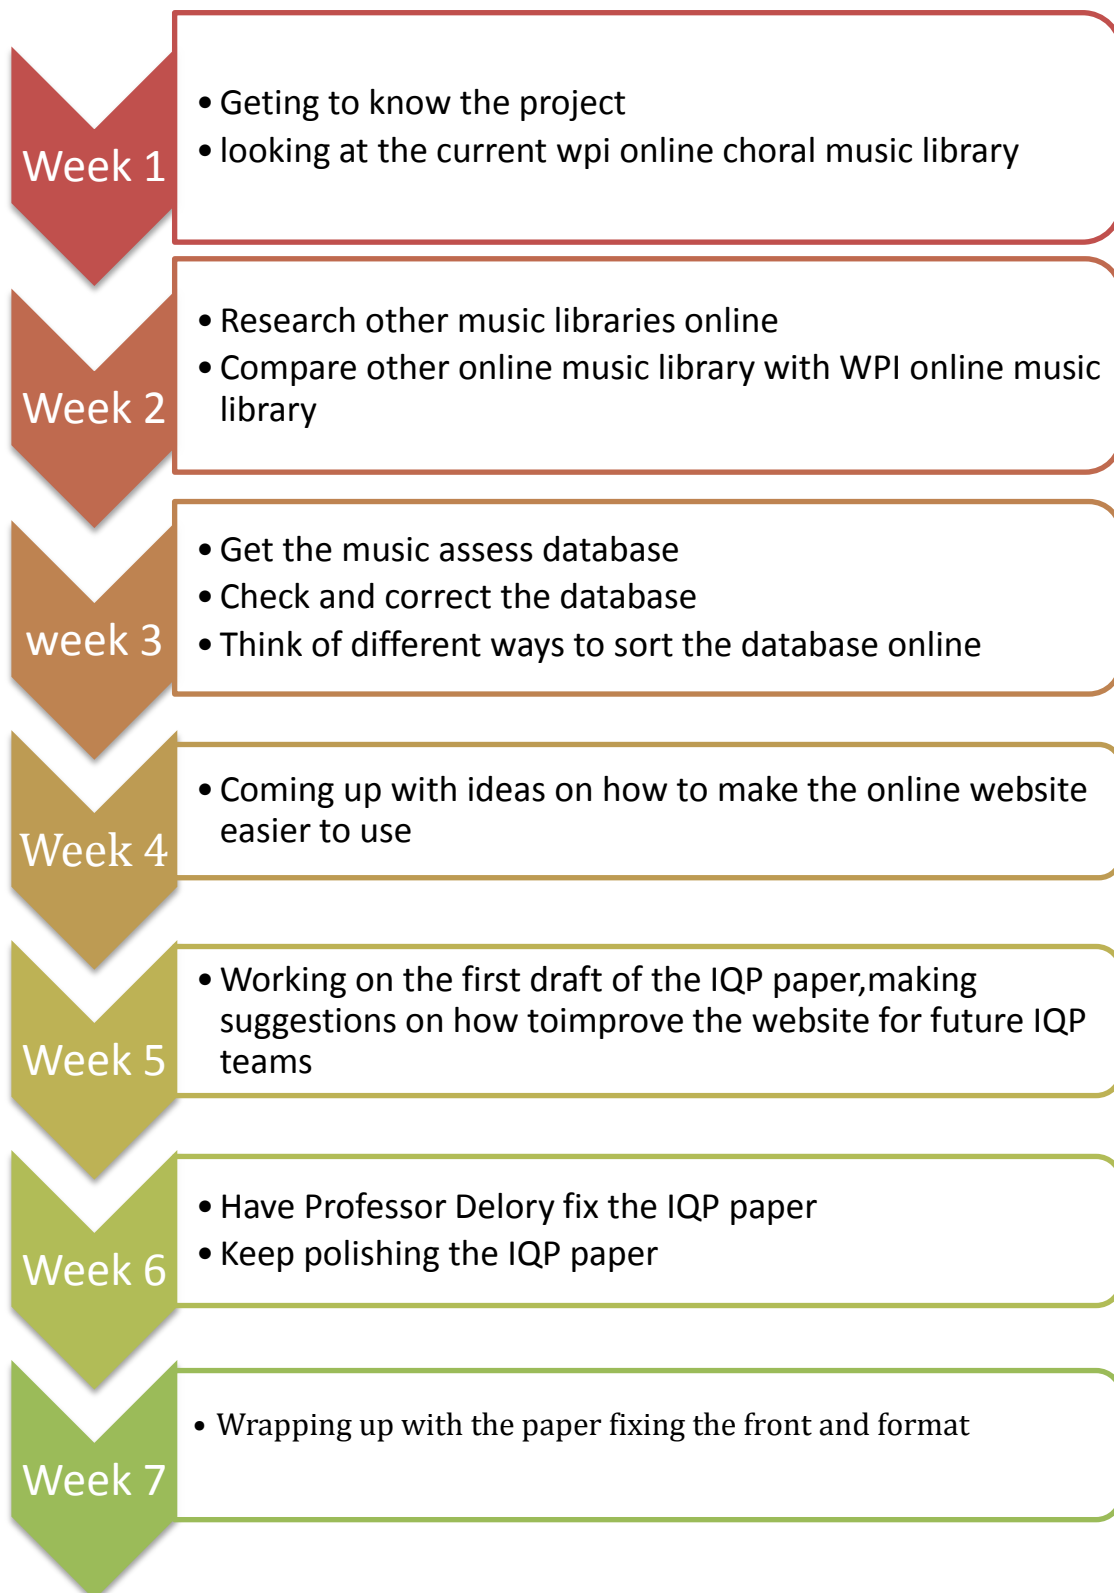 Week 1
• Geting to know the project
• looking at the current wpi online choral music library
Week 2
• Research other music libraries online
• Compare other online music library with WPI online music
library
week 3
• Get the music assess database
• Check and correct the database
• Think of different ways to sort the database online
Week 4
• Coming up with ideas on how to make the online website
easier to use
Week 5
• Working on the first draft of the IQP paper,making
suggestions on how toimprove the website for future IQP
teams
Week 6
• Have Professor Delory fix the IQP paper
• Keep polishing the IQP paper
Week 7
• Wrapping up with the paper fixing the front and format